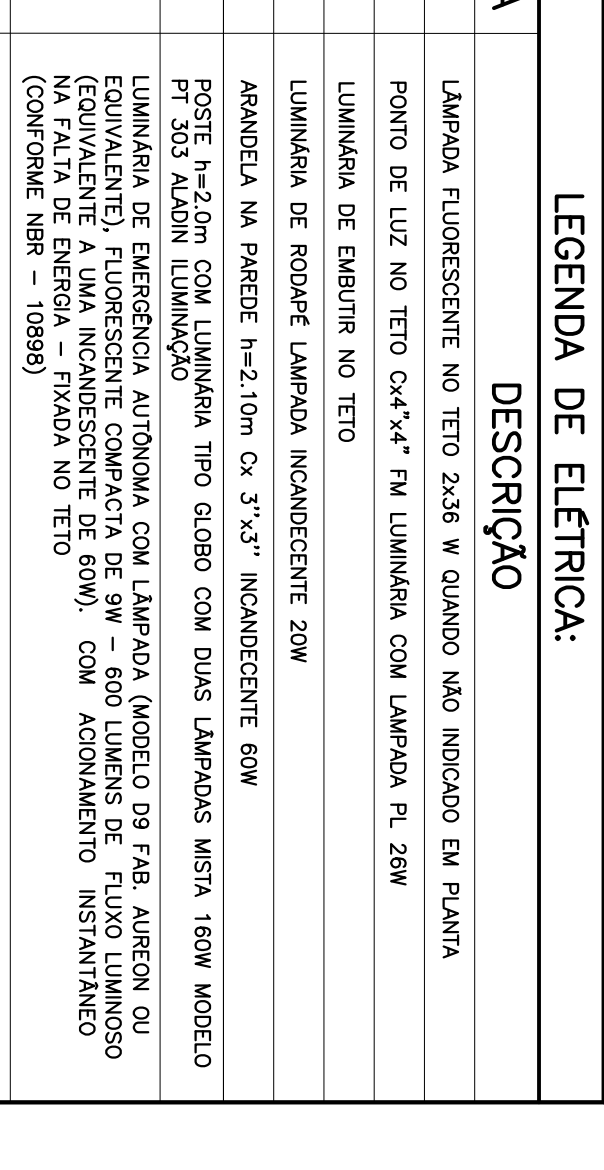 LEGENDA DE ELÉTRICA:
DESCRIÇÃO
LÂMPADA FLUORESCENTE NO TETO 2x36 W QUANDO NÃO INDICADO EM PLANTA
PONTO DE LUZ NO TETO Cx4"x4" FM LUMINÁRIA COM LAMPADA PL 26W
LUMINÁRIA DE EMBUTIR NO TETO
LUMINÁRIA DE RODAPÉ LAMPADA INCANDECENTE 20W
ARANDELA NA PAREDE h=2.10m Cx 3''x3'' INCANDECENTE 60W
POSTE h=2.0m COM LUMINÁRIA TIPO GLOBO COM DUAS LÂMPADAS MISTA 160W MODELO
PT 303 ALADIN ILUMINAÇÃO
LUMINÁRIA DE EMERGÊNCIA AUTÔNOMA COM LÂMPADA (MODELO D9 FAB. AUREON OU
EQUIVALENTE), FLUORESCENTE COMPACTA DE 9W – 600 LUMENS DE FLUXO LUMINOSO
(EQUIVALENTE A UMA INCANDESCENTE DE 60W). COM ACIONAMENTO INSTANTÂNEO
NA FALTA DE ENERGIA – FIXADA NO TETO
(CONFORME NBR – 10898)